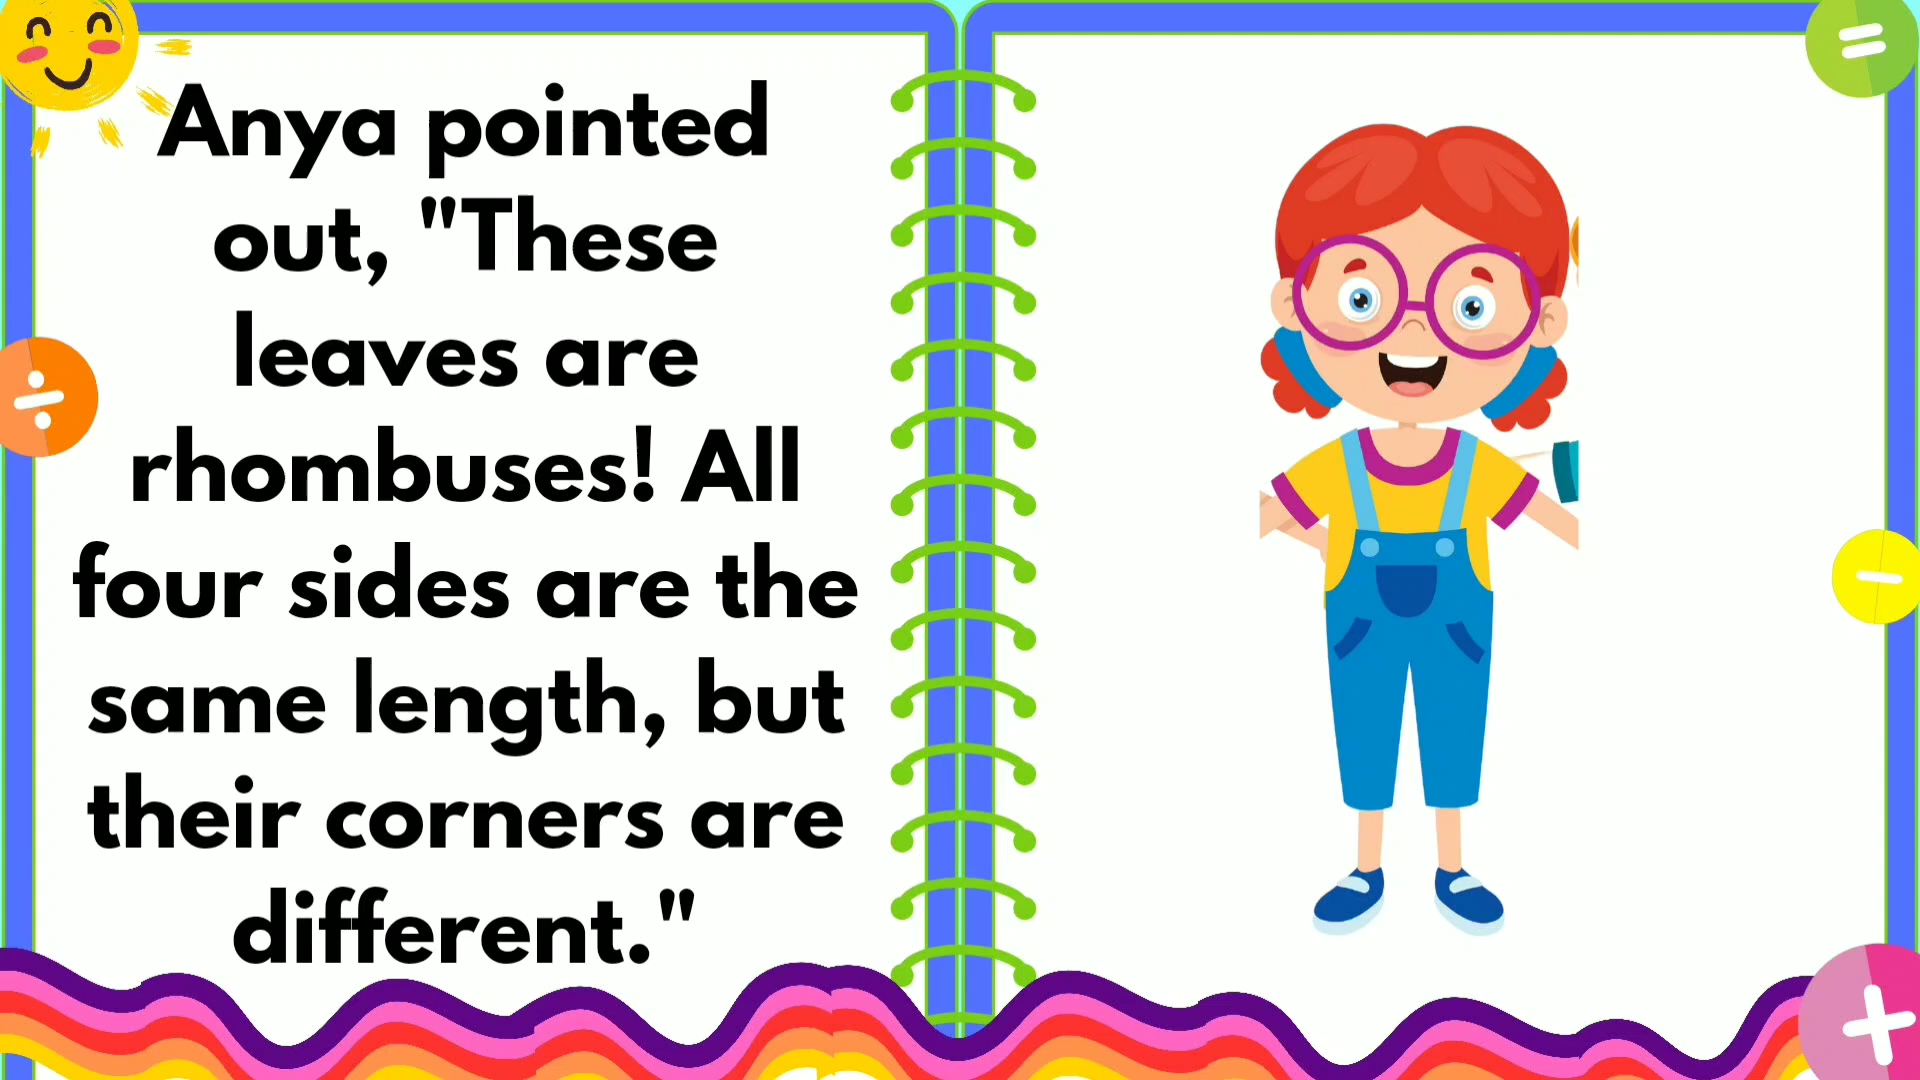 Anya pointed
out, "These
leaves are
rhombuses! All
four sides are the
same length, but
their corners are
different."